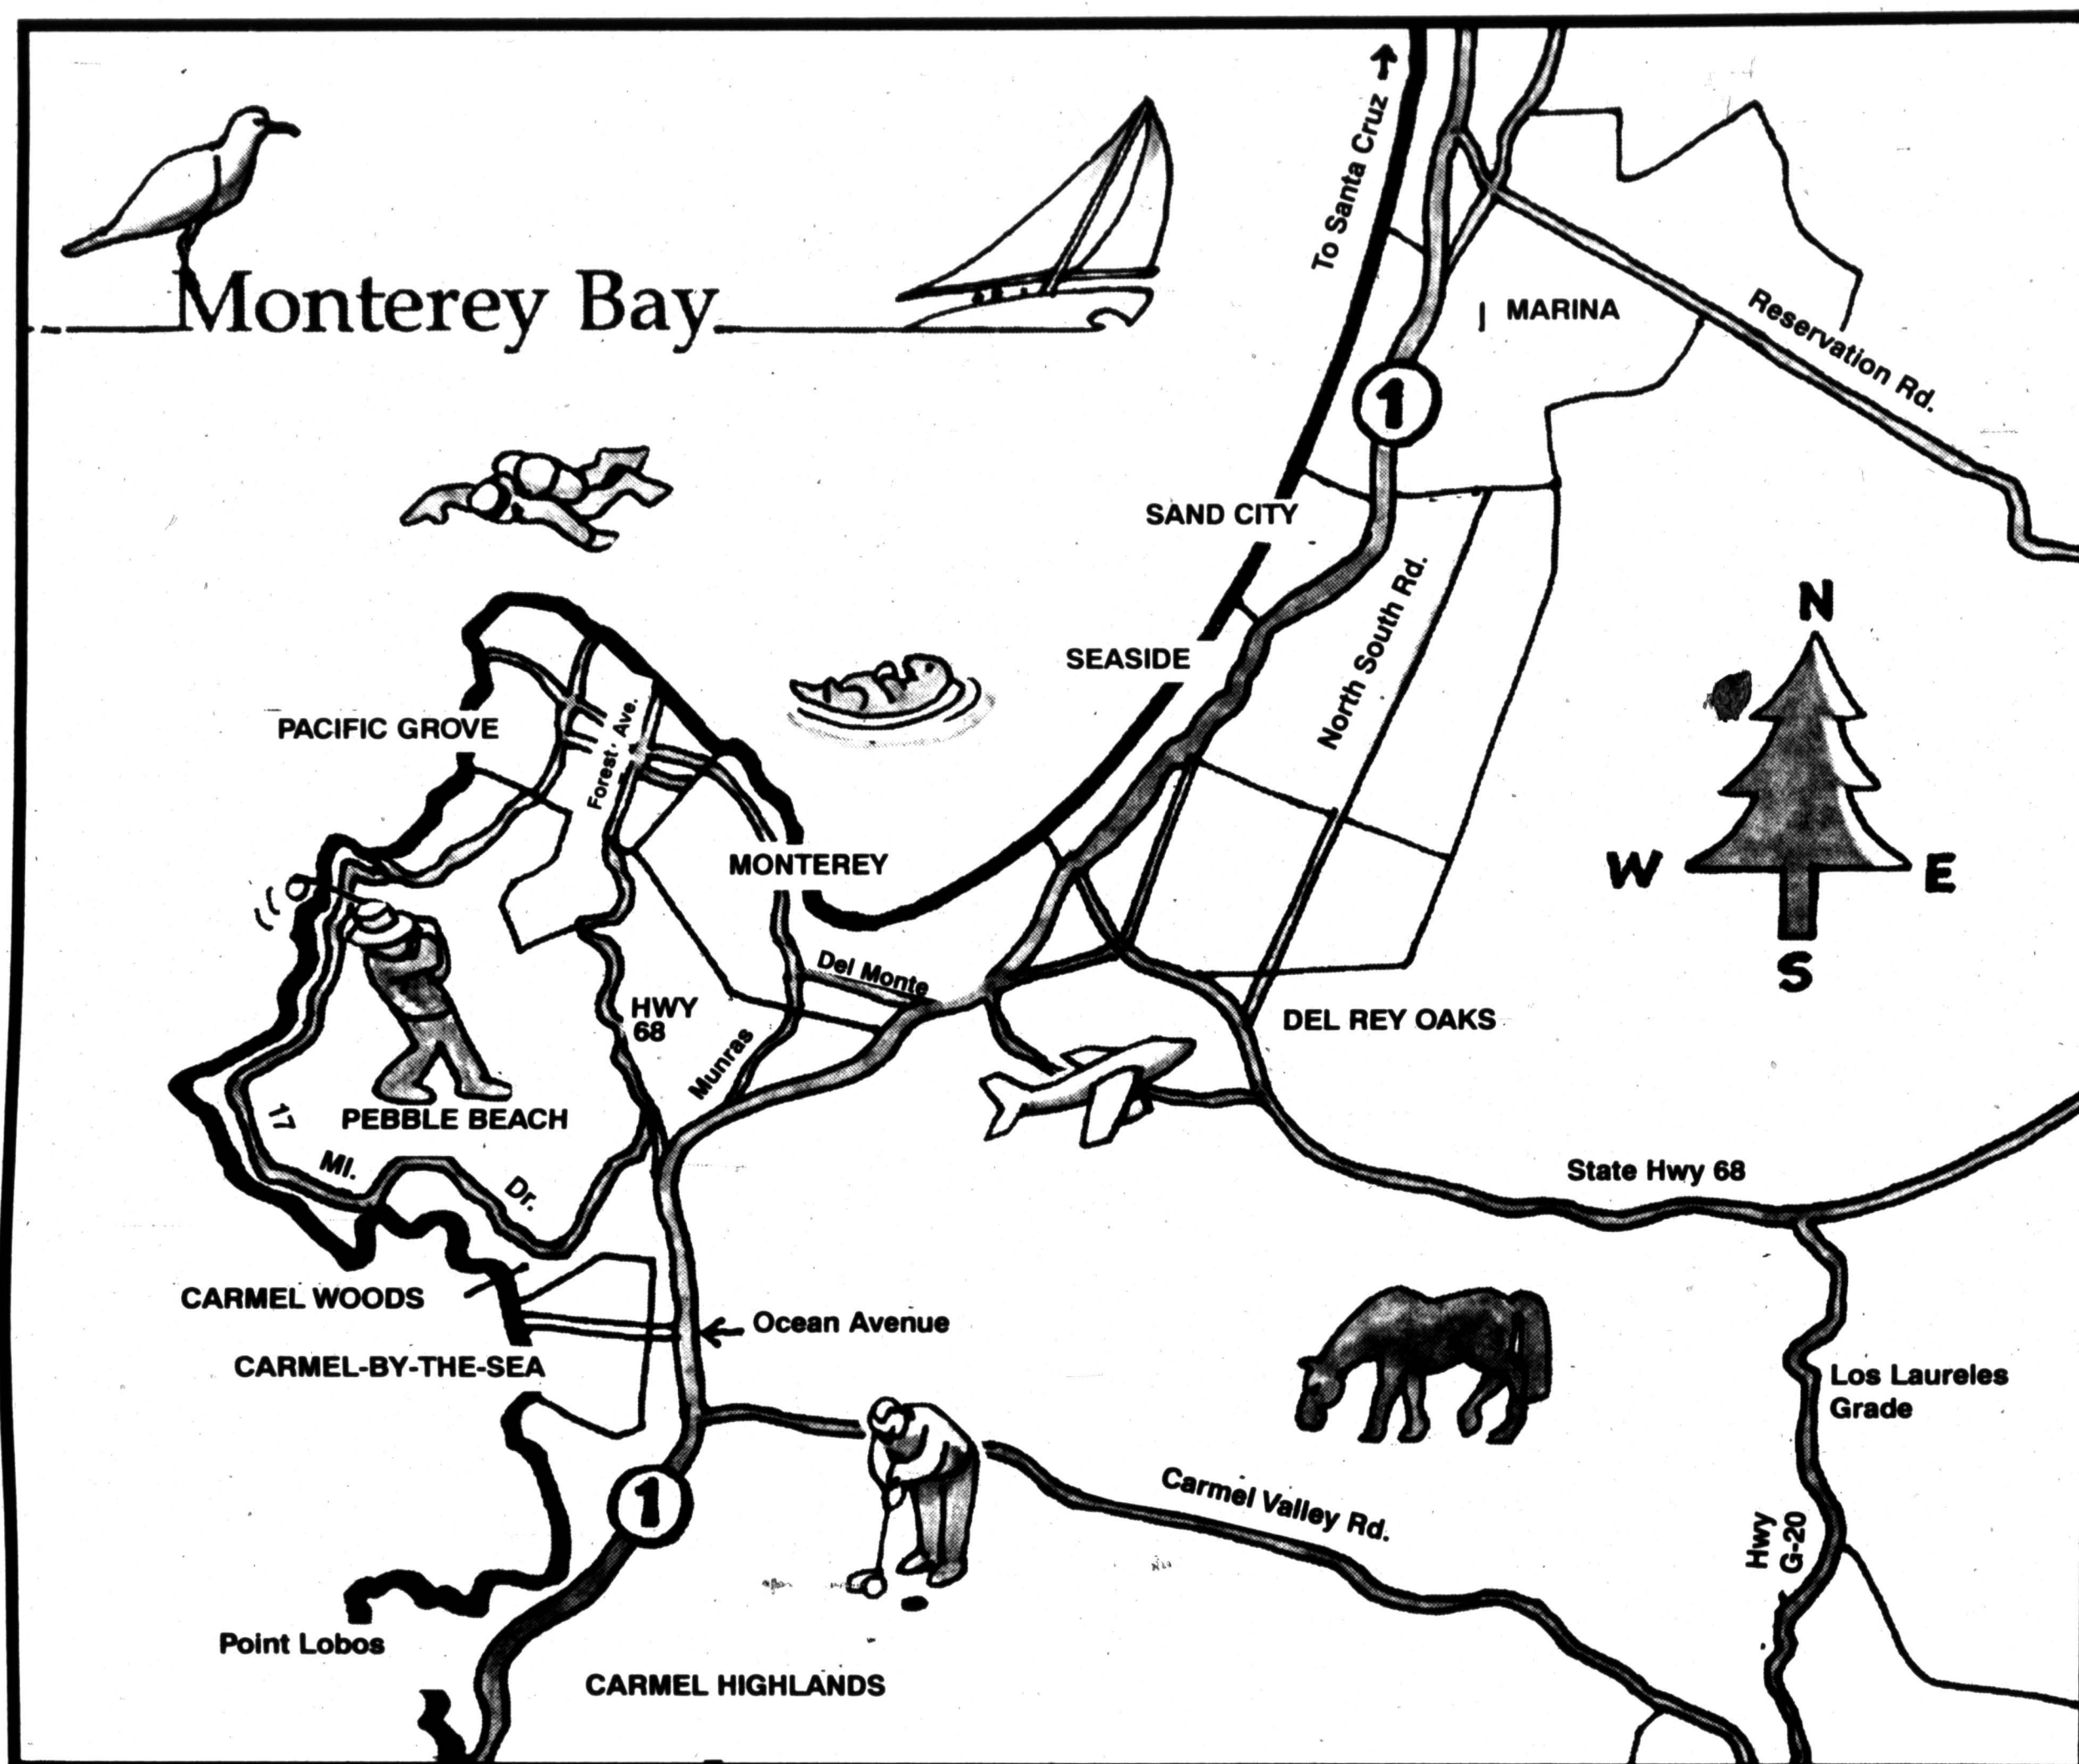 To Santa Cruz
Monterey Bay
MARINA
Reservation Rd.
1
SAND CITY
North South Rd.
SEASIDE
N
W
E
S
PACIFIC GROVE
Forest Ave.
MONTEREY
Del Monte
HWY
68
Munras
DEL REY OAKS
PEBBLE BEACH
17
MI.
Dr.
State Hwy 68
CARMEL WOODS
Ocean Avenue
CARMEL-BY-THE-SEA
Los Laureles
Grade
1
Carmel Valley Rd.
Hwy
G-20
Point Lobos
CARMEL HIGHLANDS